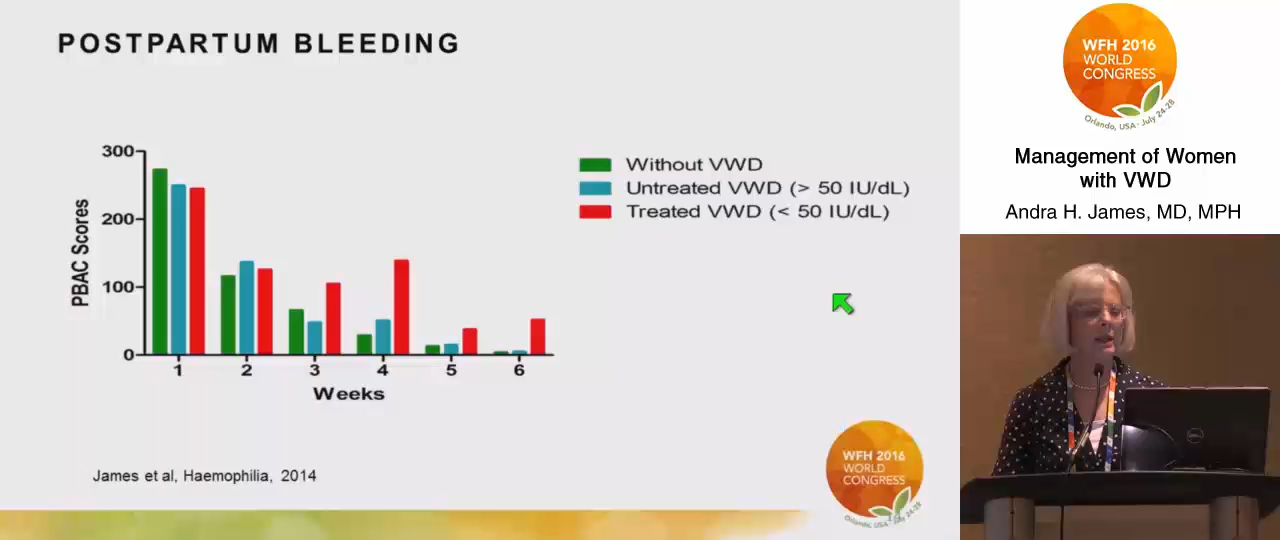 POSTPARTUM BLEEDING
300
200
100
0
PBAC Scores
1 2 3 4 5 6
Weeks
Without VWD
Untreated VWD (> 50 IU/dL)
Treated VWD (< 50 IU/dL)
James et al, Haemophilia, 2014
WFH 2016
WORLD
CONGRESS
Orlando, USA · July 24-28
WFH 2016
WORLD
CONGRESS
Orlando, USA · July 24-28
Management of Women
with VWD
Andra H. James, MD, MPH
DELL